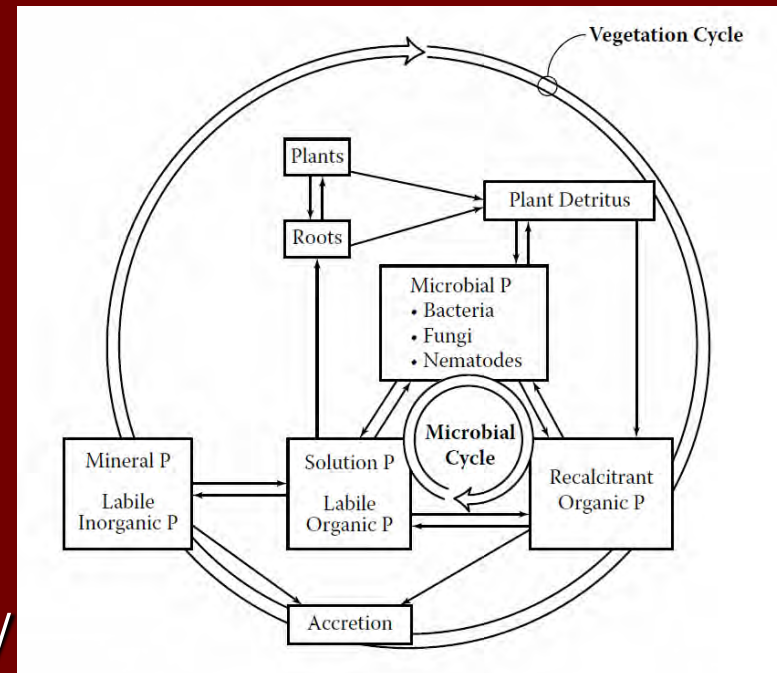 Vegetation Cycle
Plants
Plant Detritus
Roots
Microbial P
• Bacteria
• Fungi
• Nematodes
Microbial
Cycle
Mineral P
Labile
Inorganic P
Solution P
Labile
Organic P
Recalcitrant
Organic P
Accretion